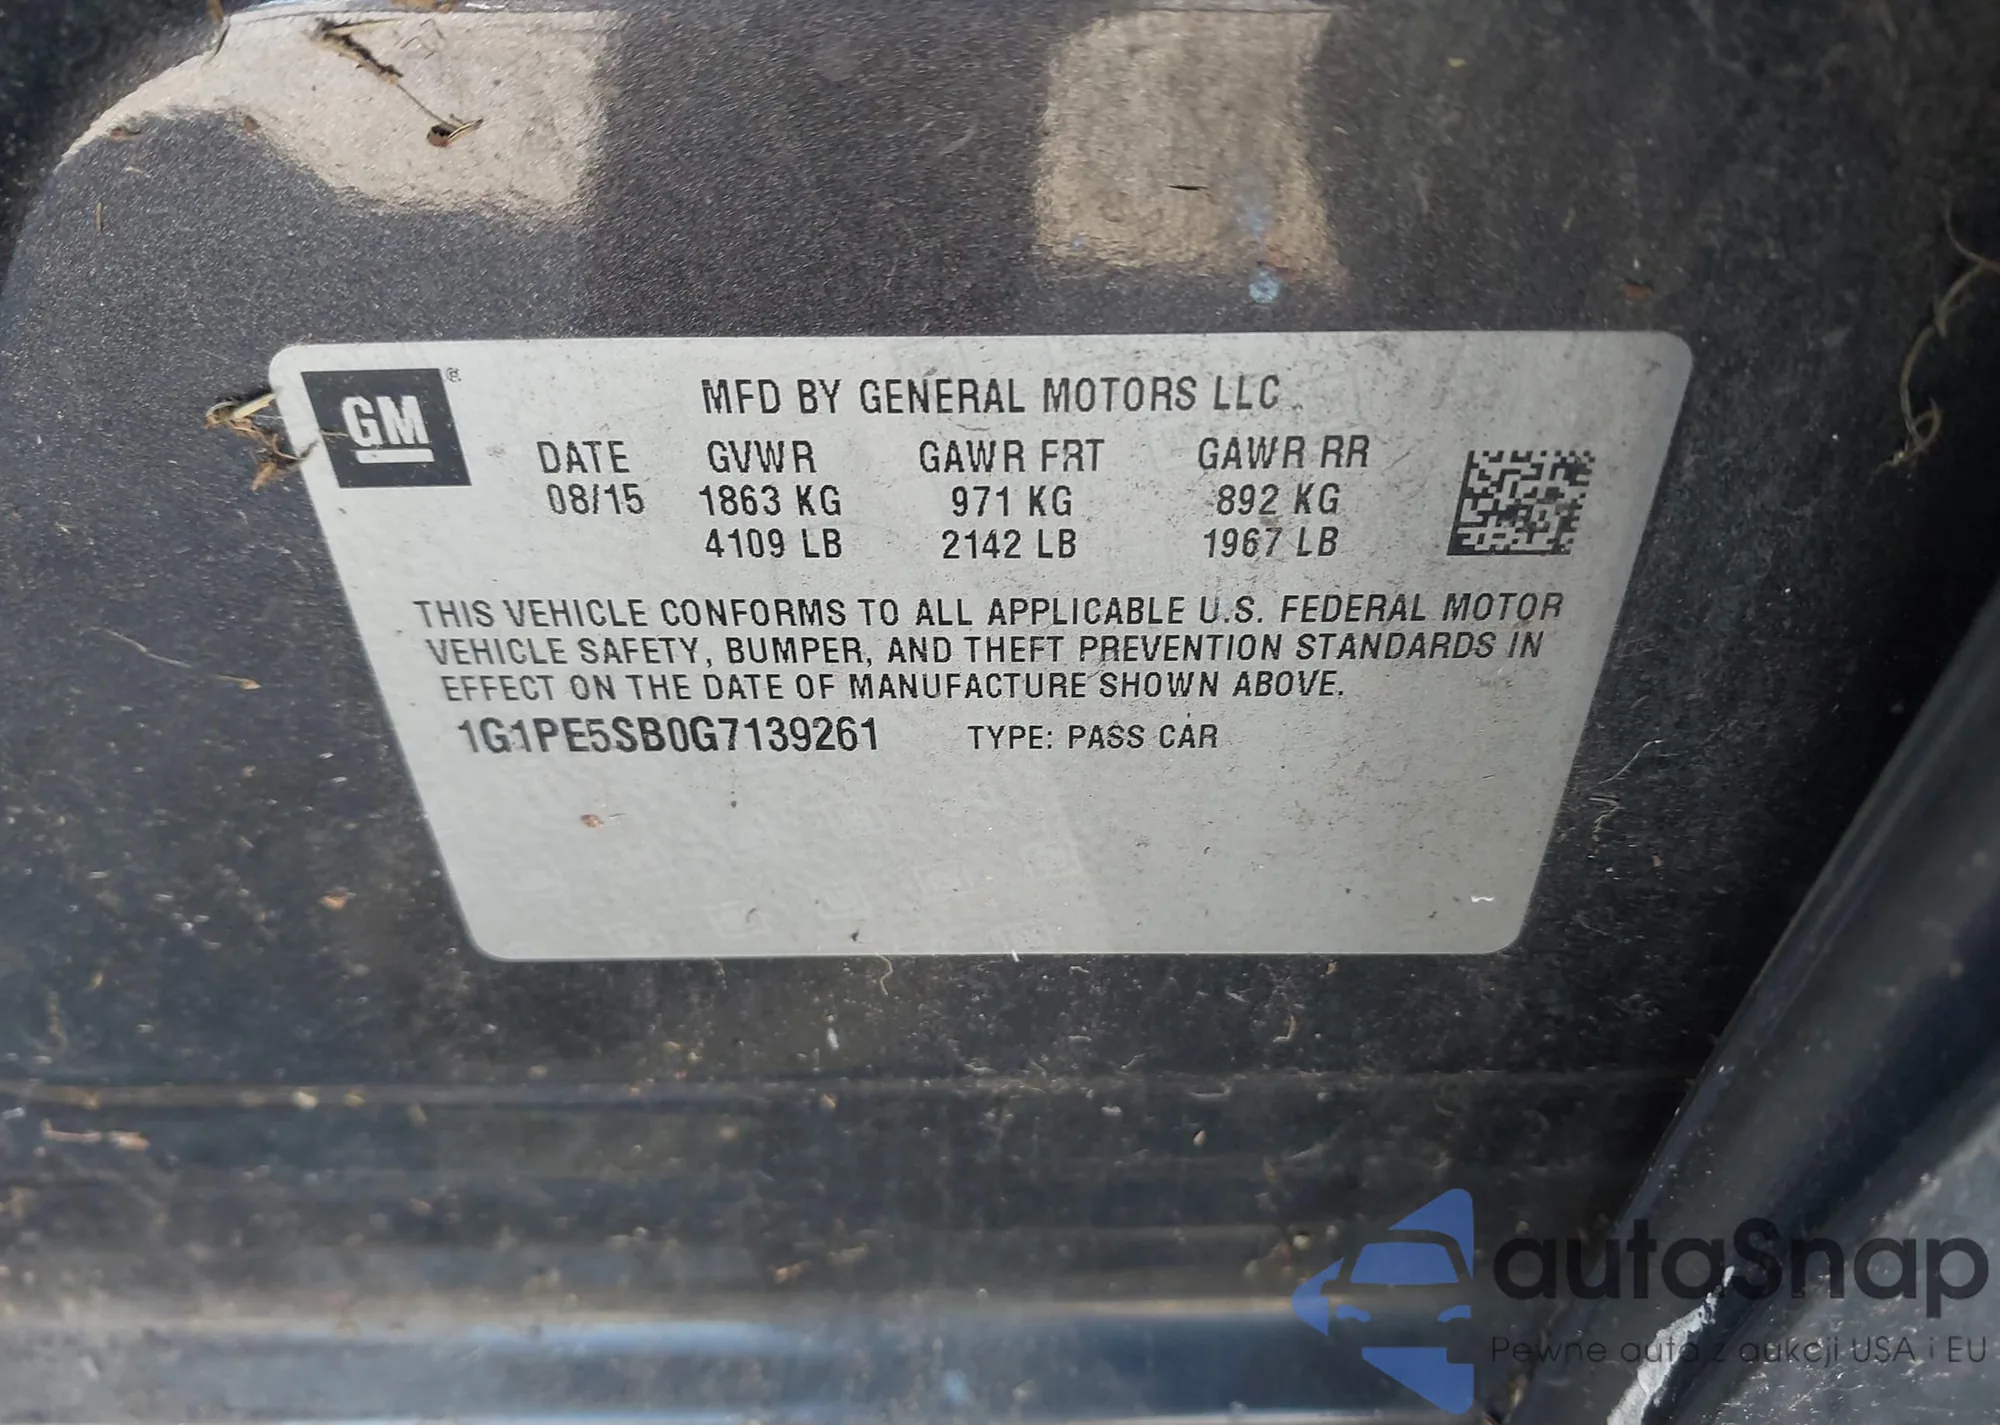 GM ®
MFD BY GENERAL MOTORS LLC
DATE GVWR GAWR FRT GAWR RR
08/15 1863 KG 971 KG 892 KG
4109 LB 2142 LB 1967 LB
THIS VEHICLE CONFORMS TO ALL APPLICABLE U.S. FEDERAL MOTOR
VEHICLE SAFETY, BUMPER, AND THEFT PREVENTION STANDARDS IN
EFFECT ON THE DATE OF MANUFACTURE SHOWN ABOVE.
1G1PE5SB0G7139261 TYPE: PASS CAR
autoSnap
Pewne auta z aukcji USA i EU